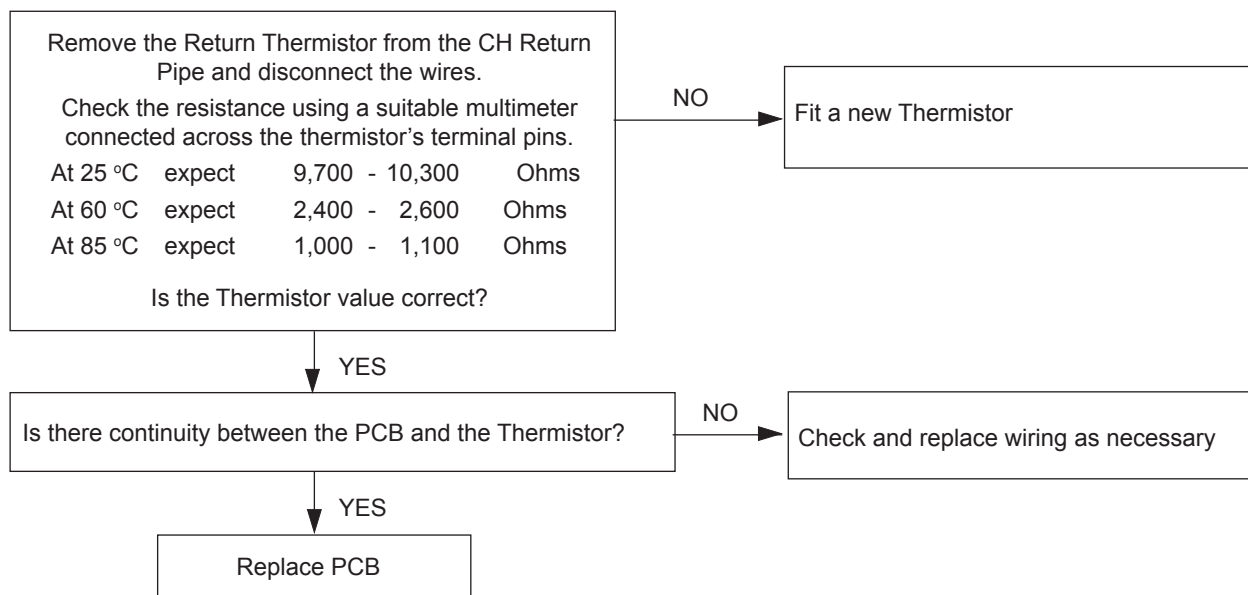 Remove the Return Thermistor from the CH Return
Pipe and disconnect the wires.
Check the resistance using a suitable multimeter
connected across the thermistor's terminal pins.
At 25 °C expect 9,700 - 10,300 Ohms
At 60 °C expect 2,400 - 2,600 Ohms
At 85 °C expect 1,000 - 1,100 Ohms
Is the Thermistor value correct?
NO
Fit a new Thermistor
YES
Is there continuity between the PCB and the Thermistor?
NO
Check and replace wiring as necessary
YES
Replace PCB